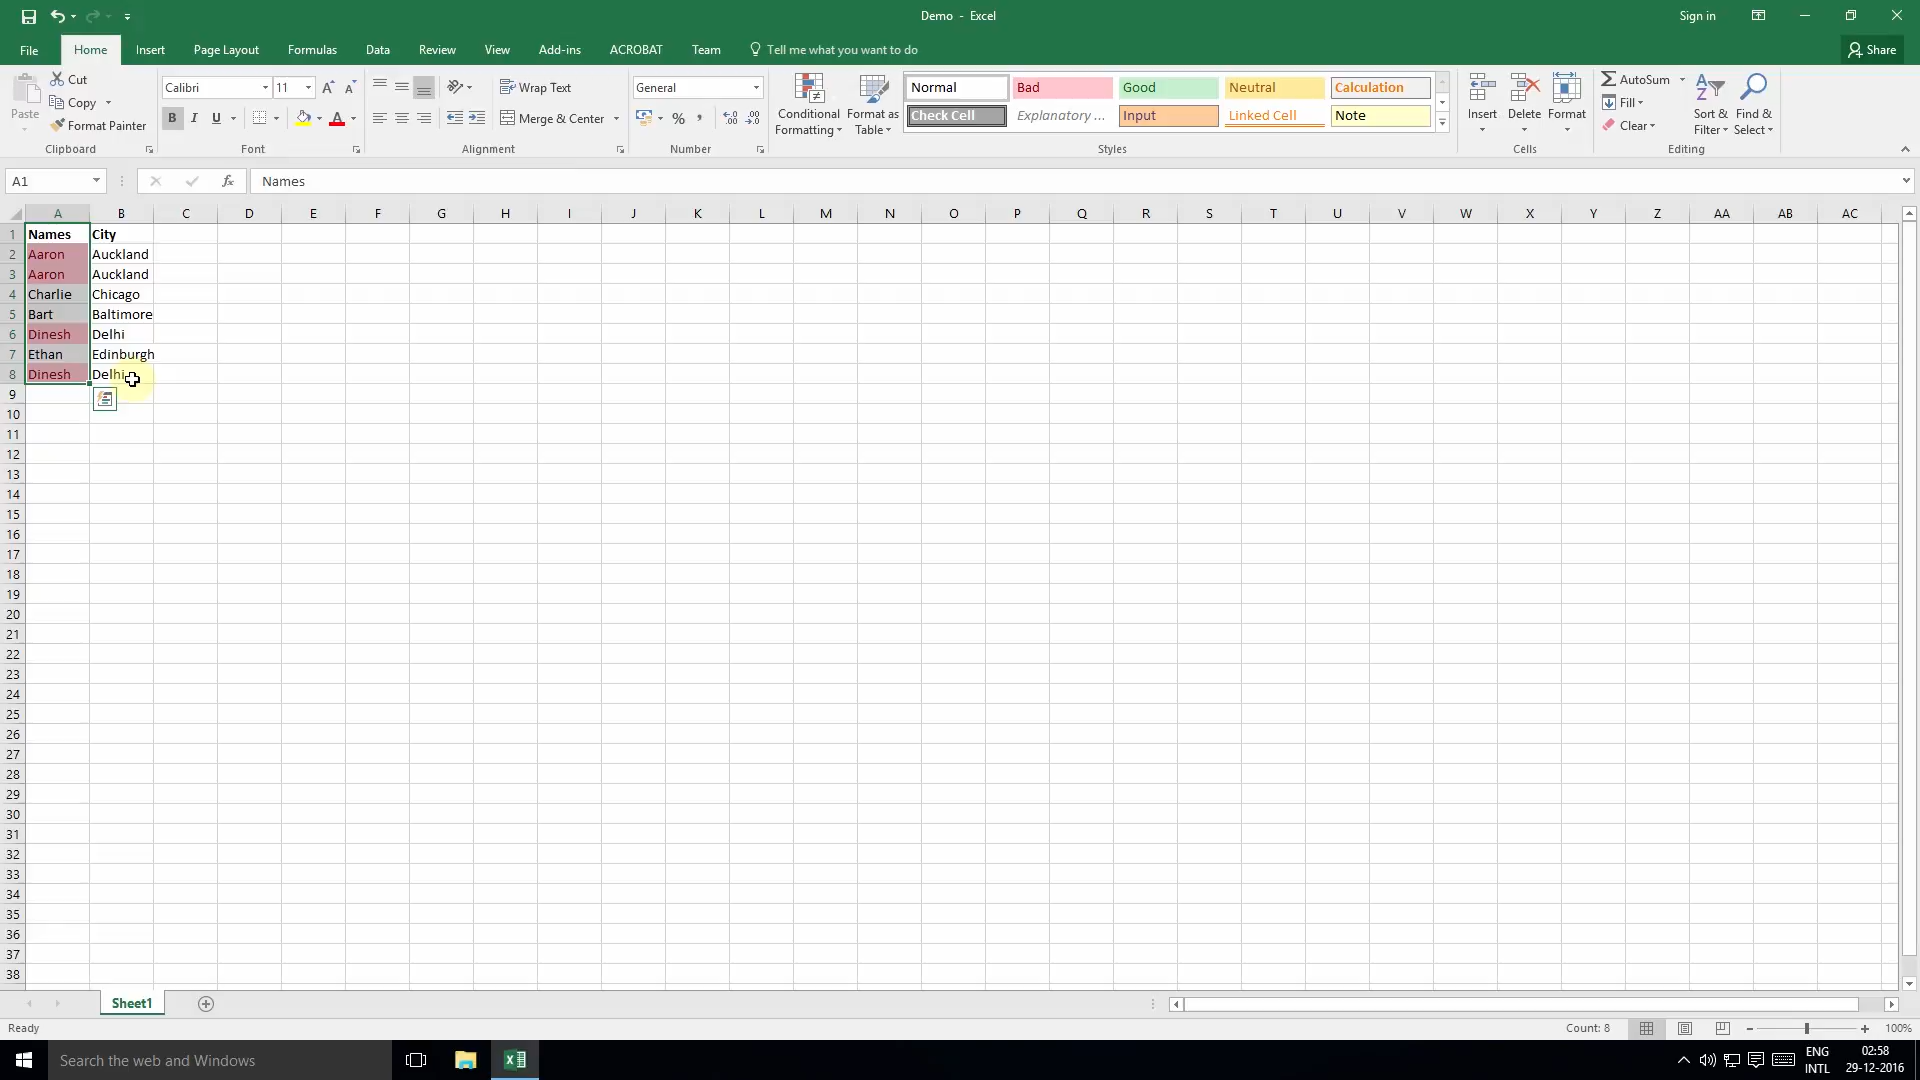 Demo - Excel
Sign in
File Home Insert Page Layout Formulas Data Review View Add-ins ACROBAT Team Tell me what you want to do Share
Paste
Cut
Copy
Format Painter
Clipboard
Calibri 11
B I U
Font
Wrap Text
Merge & Center
Alignment
General
%
Number
Conditional Formatting
Format as Table
Normal Bad Good Neutral Calculation
Check Cell Explanatory ... Input Linked Cell Note
Styles
Insert Delete Format
Cells
AutoSum
Fill
Clear
Sort & Filter
Find & Select
Editing
A1 fx Names
A B C D E F G H I J K L M N O P Q R S T U V W X Y Z AA AB AC
1 Names City
2 Aaron Auckland
3 Aaron Auckland
4 Charlie Chicago
5 Bart Baltimore
6 Dinesh Delhi
7 Ethan Edinburgh
8 Dinesh Delhi
9
10
11
12
13
14
15
16
17
18
19
20
21
22
23
24
25
26
27
28
29
30
31
32
33
34
35
36
37
38
Sheet1
Ready Count: 8 100%
Search the web and Windows
ENG
INTL
02:58
29-12-2016